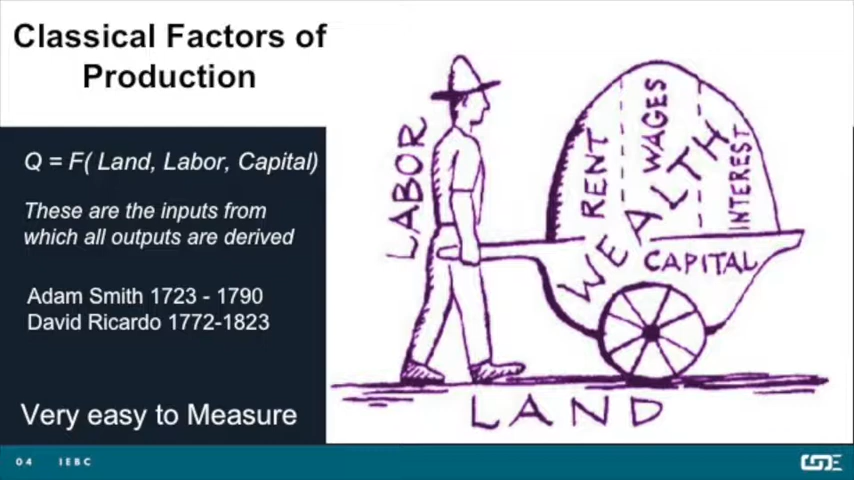 Classical Factors of
Production
Q = F( Land, Labor, Capital)
These are the inputs from
which all outputs are derived
Adam Smith 1723 - 1790
David Ricardo 1772-1823
Very easy to Measure
LABOR
RENT
WAGES
INTEREST
WEALTH
CAPITAL
LAND
04 IEBC